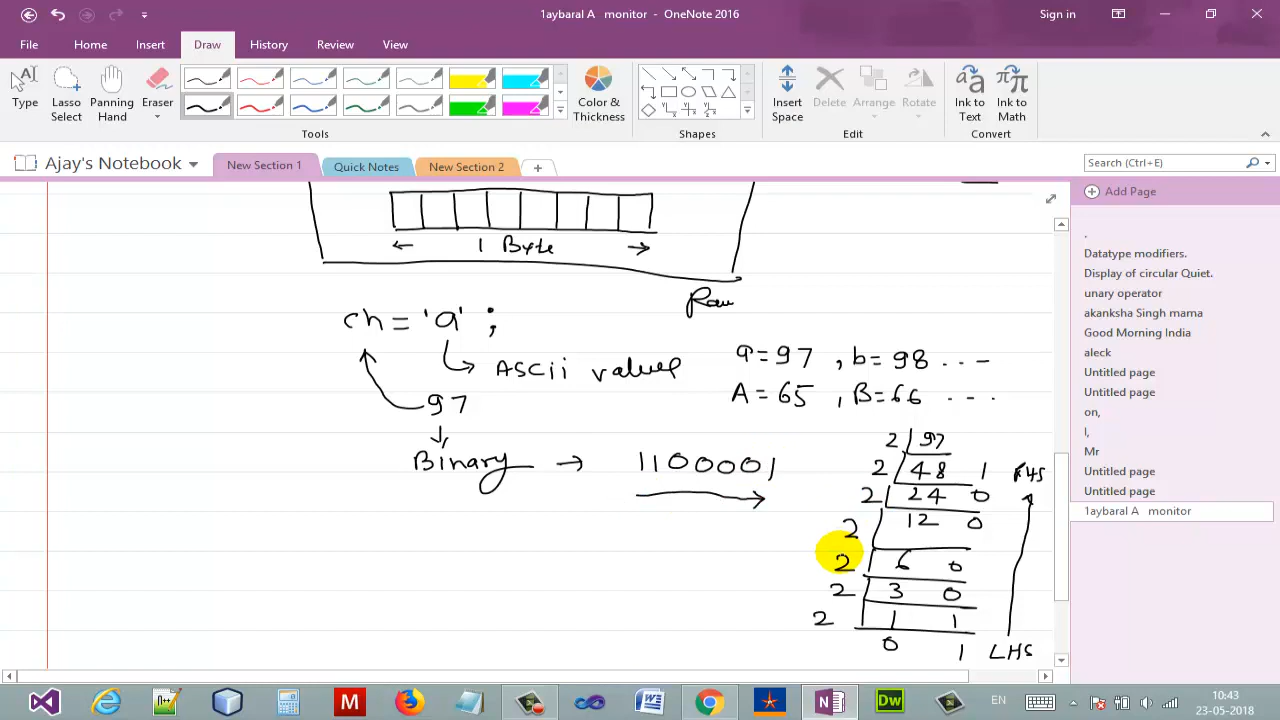 1aybaral A monitor - OneNote 2016
Sign in
File Home Insert Draw History Review View
Type
Lasso Select
Panning Hand
Eraser
Color & Thickness
Insert Space
Delete
Arrange
Rotate
Ink to Text
Ink to Math
Tools
Shapes
Edit
Convert
Ajay's Notebook
New Section 1
Quick Notes
New Section 2
Search (Ctrl+E)
Add Page
.
Datatype modifiers.
Display of circular Quiet.
unary operator
akanksha Singh mama
Good Morning India
aleck
Untitled page
Untitled page
on,
I,
Mr
Untitled page
Untitled page
1aybaral A monitor
← 1 Byte →
Ram
ch = 'a' ;
ASCii values
97
Binary → 1100001
a=97 , b=98 ...
A=65 , B=66 ...
2 97
2 48 1 RHS
2 24 0
2 12 0
2 6 0
2 3 0
2 1 1
0 1 LHS
EN
10:43
23-05-2018